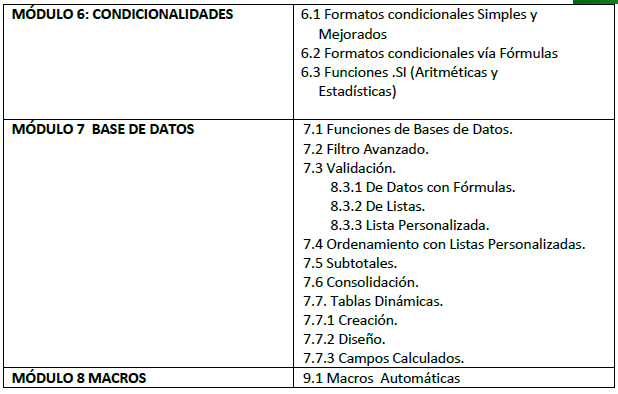 MÓDULO 6: CONDICIONALIDADES
6.1 Formatos condicionales Simples y
Mejorados
6.2 Formatos condicionales vía Fórmulas
6.3 Funciones .SI (Aritméticas y
Estadísticas)
MÓDULO 7  BASE DE DATOS
7.1 Funciones de Bases de Datos.
7.2 Filtro Avanzado.
7.3 Validación.
8.3.1 De Datos con Fórmulas.
8.3.2 De Listas.
8.3.3 Lista Personalizada.
7.4 Ordenamiento con Listas Personalizadas.
7.5 Subtotales.
7.6 Consolidación.
7.7. Tablas Dinámicas.
7.7.1 Creación.
7.7.2 Diseño.
7.7.3 Campos Calculados.
MÓDULO 8 MACROS
9.1 Macros  Automáticas